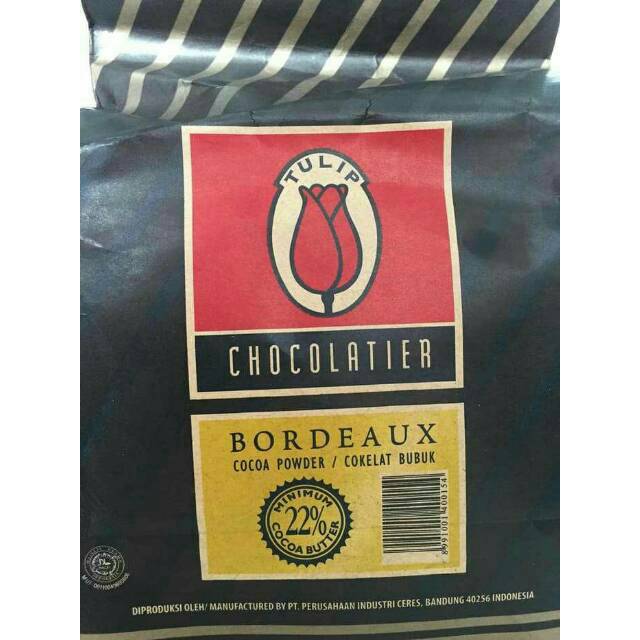 TULIP
CHOCOLATIER
BORDEAUX
COCOA POWDER / COKELAT BUBUK
MINIMUM
22%
COCOA BUTTER
DIPRODUKSI OLEH/ MANUFACTURED BY PT. PERUSAHAAN INDUSTRI CERES, BANDUNG 40256 INDONESIA